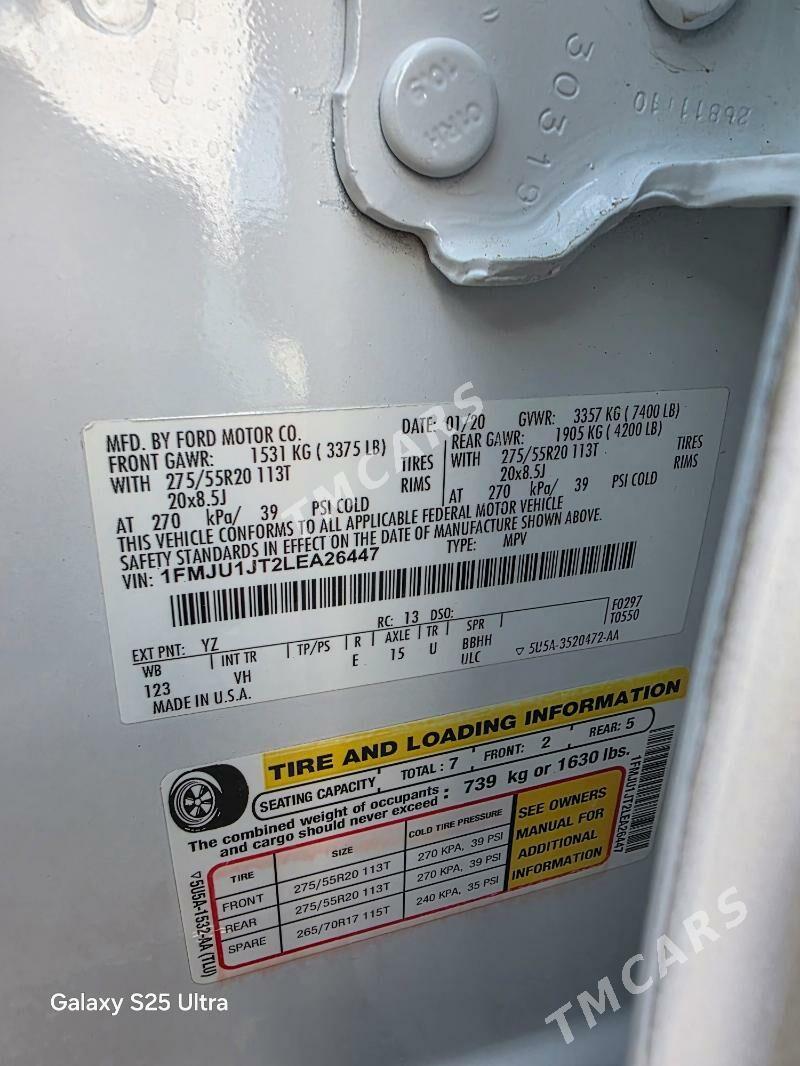 CTRH
10.9
30319
26811110
MFD. BY FORD MOTOR CO.
DATE: 01/20
GVWR: 3357 KG ( 7400 LB)
FRONT GAWR: 1531 KG ( 3375 LB)
REAR GAWR: 1905 KG ( 4200 LB)
WITH 275/55R20 113T TIRES
WITH 275/55R20 113T TIRES
20x8.5J RIMS
20x8.5J RIMS
AT 270 kPa/ 39 PSI COLD
AT 270 kPa/ 39 PSI COLD
THIS VEHICLE CONFORMS TO ALL APPLICABLE FEDERAL MOTOR VEHICLE
SAFETY STANDARDS IN EFFECT ON THE DATE OF MANUFACTURE SHOWN ABOVE.
VIN: 1FMJU1JT2LEA26447 TYPE: MPV
EXT PNT: YZ RC: 13 DSO: F0297
T0550
WB INT TR TP/PS R AXLE TR SPR
123 VH E 15 U BBHH
ULC
▽ 5U5A-3520472-AA
MADE IN U.S.A.
TIRE AND LOADING INFORMATION
SEATING CAPACITY TOTAL : 7 FRONT: 2 REAR: 5
The combined weight of occupants and cargo should never exceed : 739 kg or 1630 lbs.
TIRE SIZE COLD TIRE PRESSURE
FRONT 275/55R20 113T 270 KPA, 39 PSI
REAR 275/55R20 113T 270 KPA, 39 PSI
SPARE 265/70R17 115T 240 KPA, 35 PSI
SEE OWNERS
MANUAL FOR
ADDITIONAL
INFORMATION
1FMJU1JT2LEA26447
▽5U5A-1532-AA (TLU)
TMCARS
TMCARS
Galaxy S25 Ultra